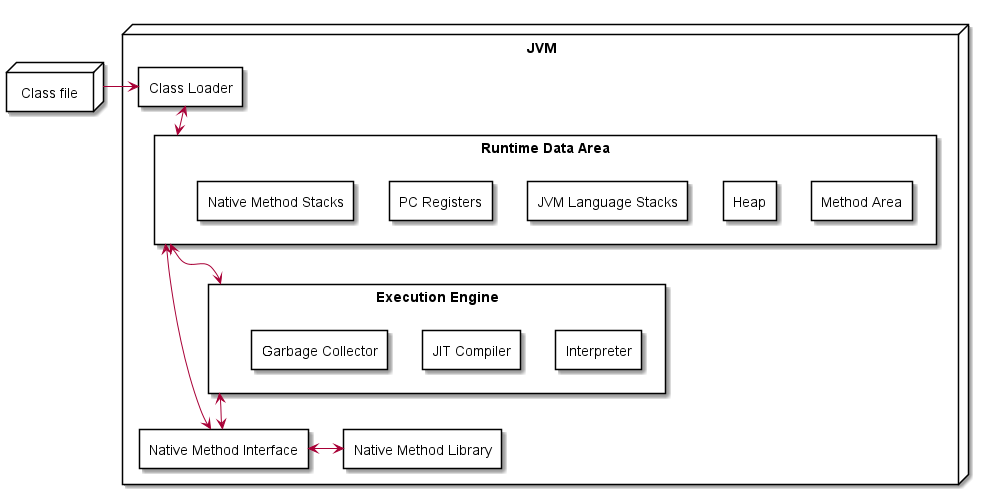 JVM
Class file
Class Loader
Runtime Data Area
Native Method Stacks
PC Registers
JVM Language Stacks
Heap
Method Area
Execution Engine
Garbage Collector
JIT Compiler
Interpreter
Native Method Interface
Native Method Library